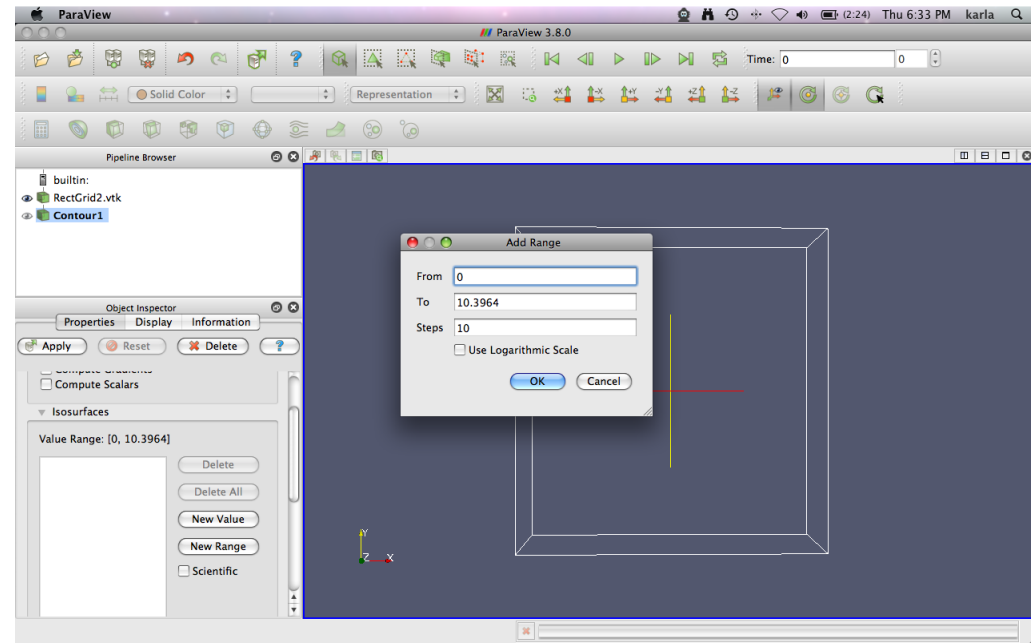 ParaView (2:24) Thu 6:33 PM karla
ParaView 3.8.0
? Time: 0 0
Solid Color Representation +X -X +Y -Y +Z -Z
Pipeline Browser
builtin:
RectGrid2.vtk
Contour1
Object Inspector
Properties Display Information
Apply Reset Delete ?
Compute Gradients
Compute Scalars
Isosurfaces
Value Range: [0, 10.3964]
Delete
Delete All
New Value
New Range
Scientific
Add Range
From 0
To 10.3964
Steps 10
Use Logarithmic Scale
OK Cancel
Y
Z X